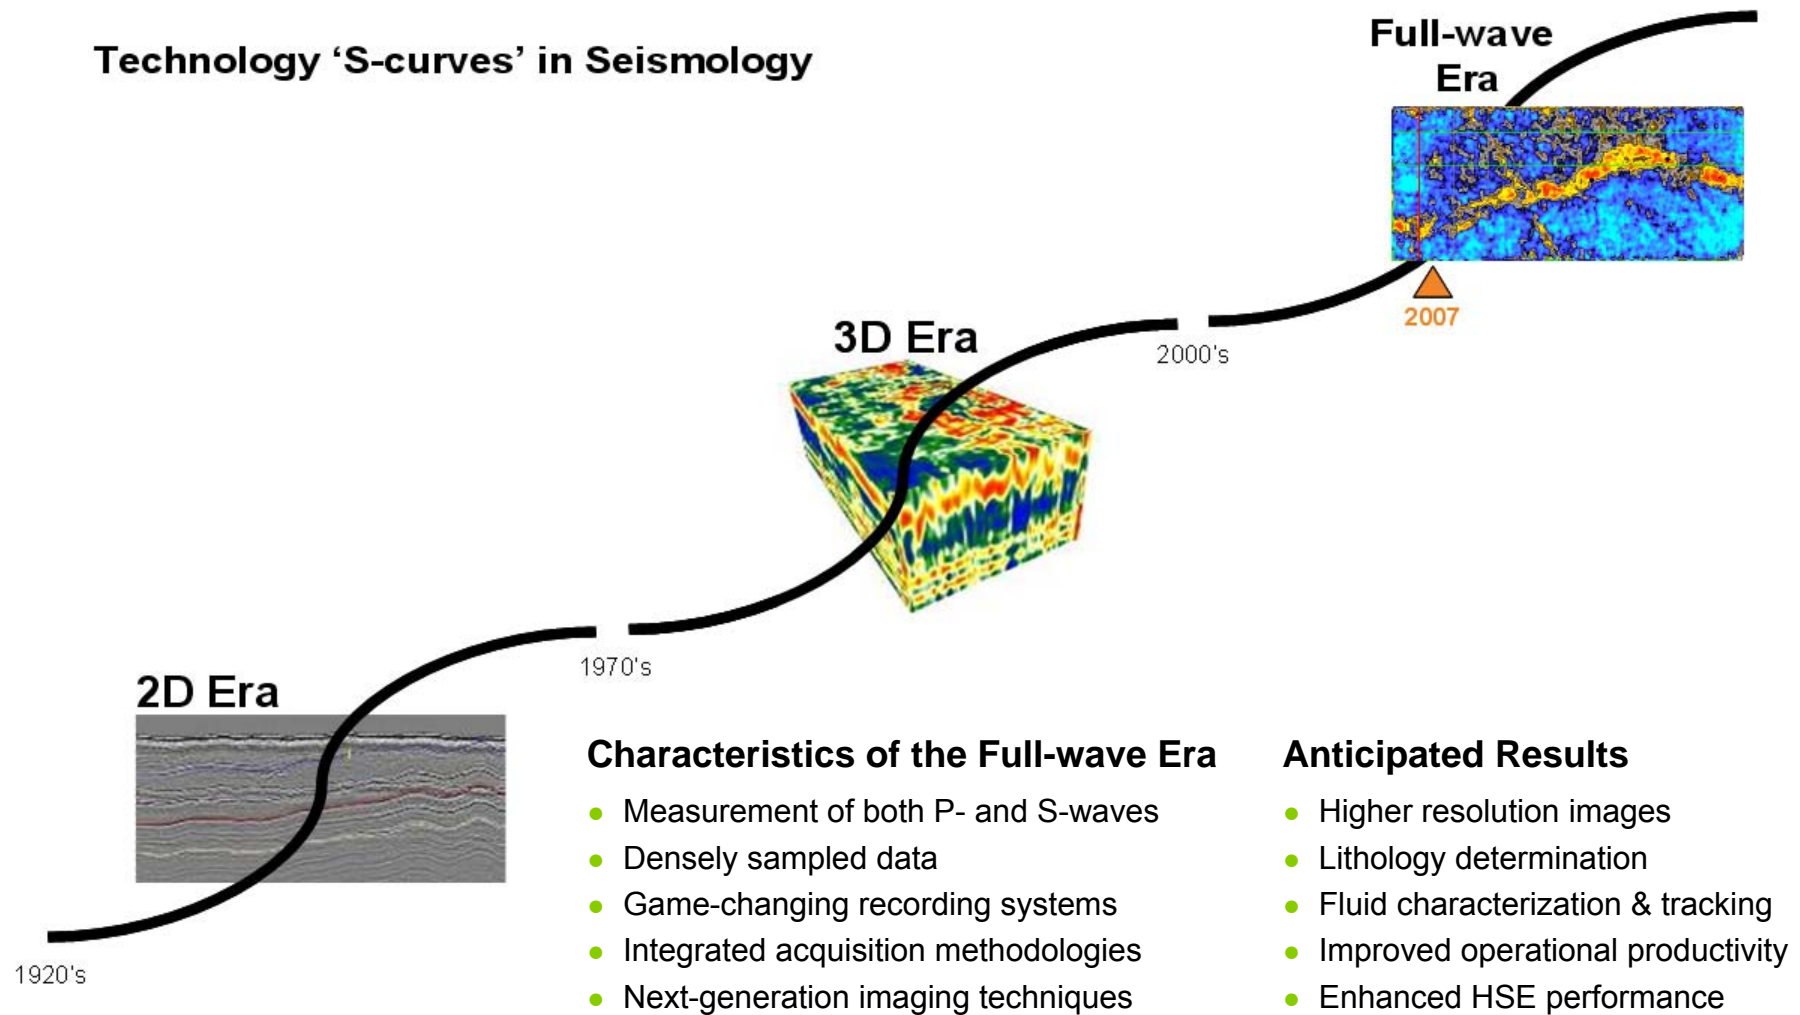 Technology ‘S-curves’ in Seismology
Full-wave
Era
2007
3D Era
2000's
1970's
2D Era
1920's
Characteristics of the Full-wave Era
• Measurement of both P- and S-waves
• Densely sampled data
• Game-changing recording systems
• Integrated acquisition methodologies
• Next-generation imaging techniques
Anticipated Results
• Higher resolution images
• Lithology determination
• Fluid characterization & tracking
• Improved operational productivity
• Enhanced HSE performance